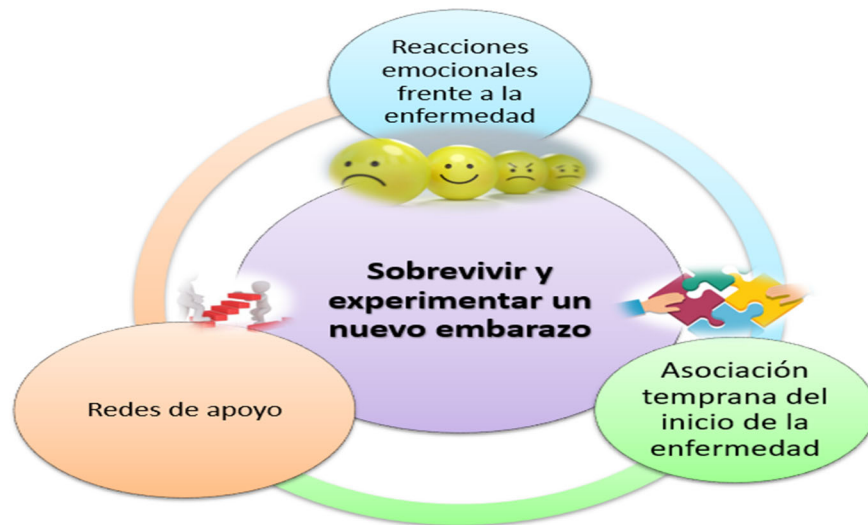 Reacciones
emocionales
frente a la
enfermedad
Sobrevivir y
experimentar un
nuevo embarazo
Redes de apoyo
Asociación
temprana del
inicio de la
enfermedad